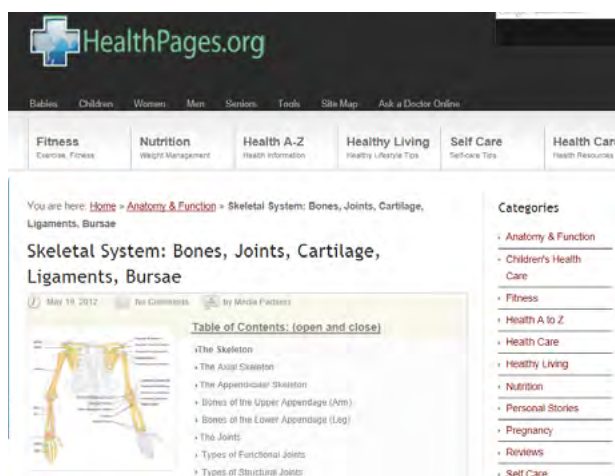 HealthPages.org
Babies Children Women Men Seniors Tools Site Map Ask a Doctor Online
Fitness Nutrition Health A-Z Healthy Living Self Care Health Car
Exercise, Fitness Weight Management Health Information Healthy Lifestyle Tips Self-care Tips Health Resources
You are here: Home » Anatomy & Function » Skeletal System: Bones, Joints, Cartilage,
Ligaments, Bursae
Skeletal System: Bones, Joints, Cartilage,
Ligaments, Bursae
May 19, 2012 No Comments by Media Partners
Table of Contents: (open and close)
The Skeleton
The Axial Skeleton
The Appendicular Skeleton
Bones of the Upper Appendage (Arm)
Bones of the Lower Appendage (Leg)
The Joints
Types of Functional Joints
Types of Structural Joints
Categories
Anatomy & Function
Children's Health
Care
Fitness
Health A to Z
Health Care
Healthy Living
Nutrition
Personal Stories
Pregnancy
Reviews
Self Care